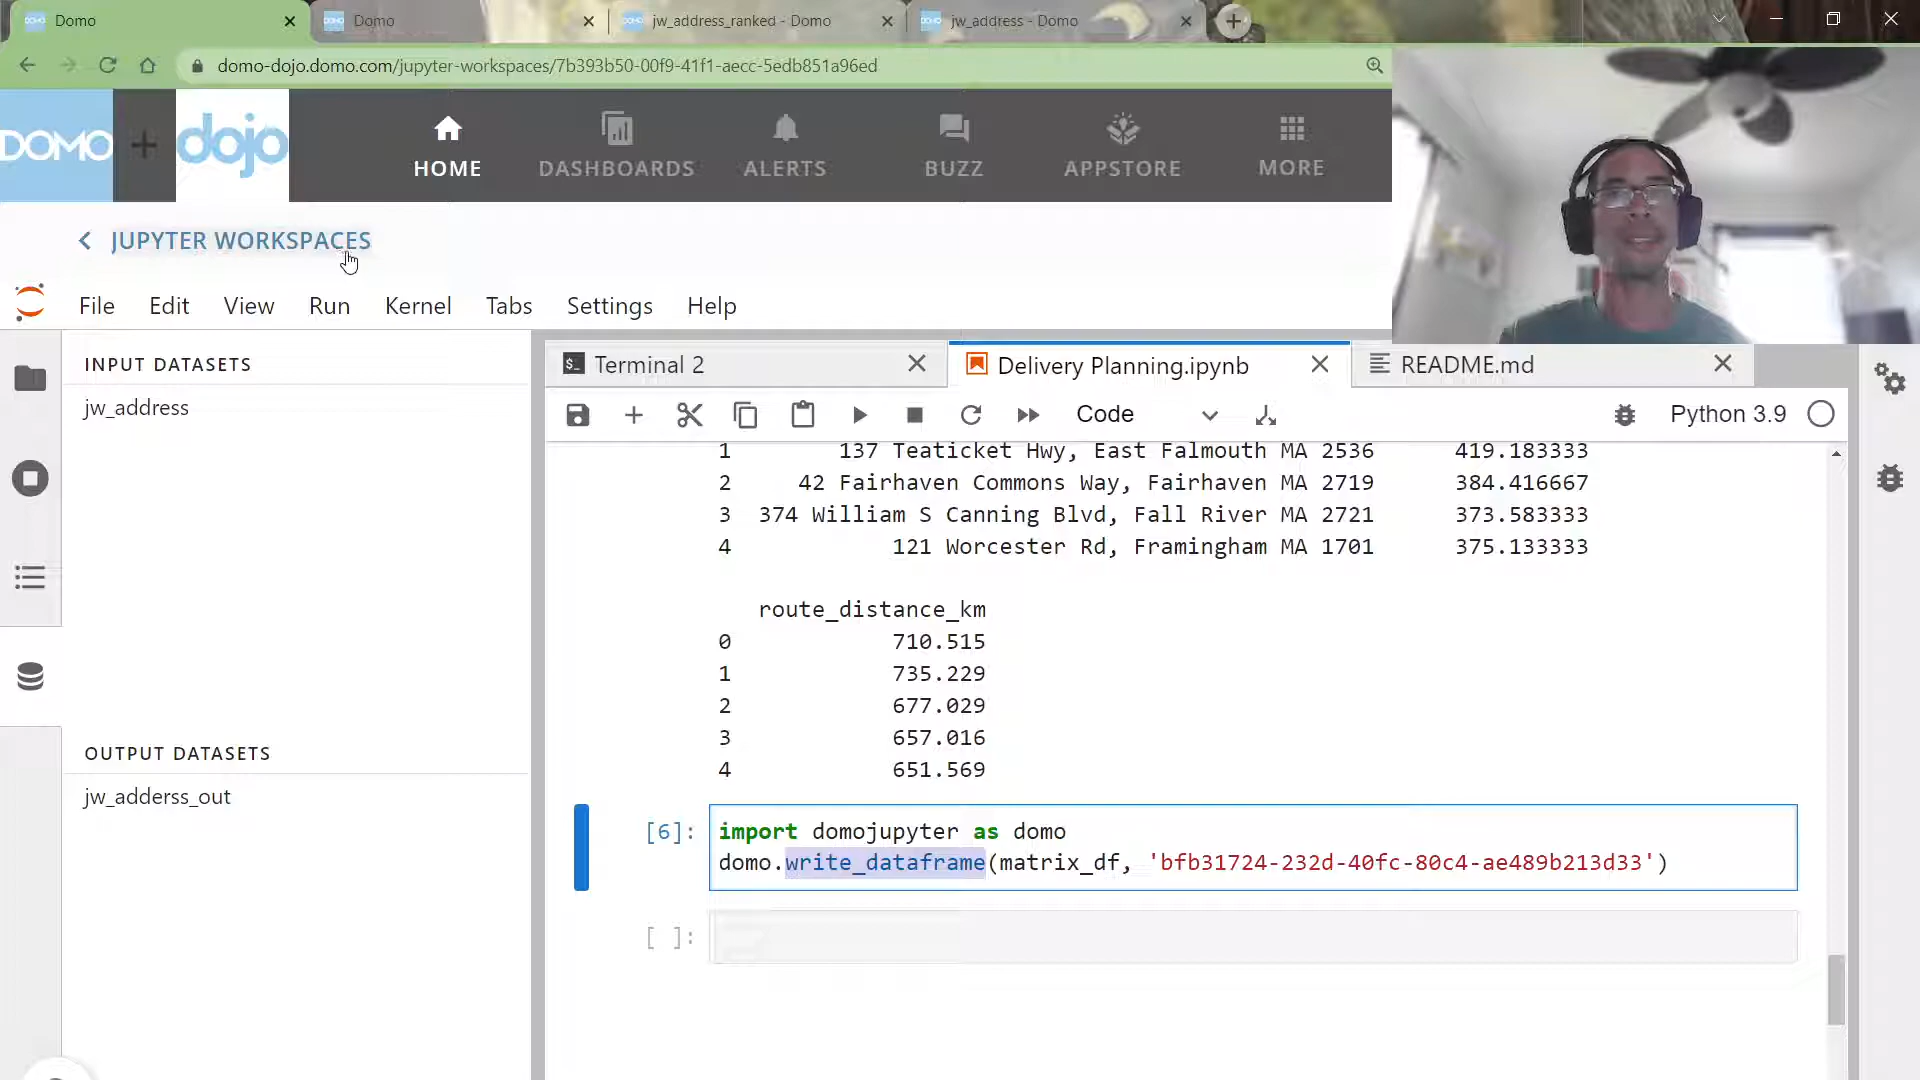 Domo
Domo
jw_address_ranked - Domo
jw_address - Domo
domo-dojo.domo.com/jupyter-workspaces/7b393b50-00f9-41f1-aecc-5edb851a96ed
DOMO
dojo
HOME
DASHBOARDS
ALERTS
BUZZ
APPSTORE
MORE
JUPYTER WORKSPACES
File Edit View Run Kernel Tabs Settings Help
INPUT DATASETS
jw_address
OUTPUT DATASETS
jw_adderss_out
Terminal 2
Delivery Planning.ipynb
README.md
Code
Python 3.9
1 137 Teaticket Hwy, East Falmouth MA 2536 419.183333
2 42 Fairhaven Commons Way, Fairhaven MA 2719 384.416667
3 374 William S Canning Blvd, Fall River MA 2721 373.583333
4 121 Worcester Rd, Framingham MA 1701 375.133333
route_distance_km
0 710.515
1 735.229
2 677.029
3 657.016
4 651.569
[6]: import domojupyter as domo
domo.write_dataframe(matrix_df, 'bfb31724-232d-40fc-80c4-ae489b213d33')
[ ]: